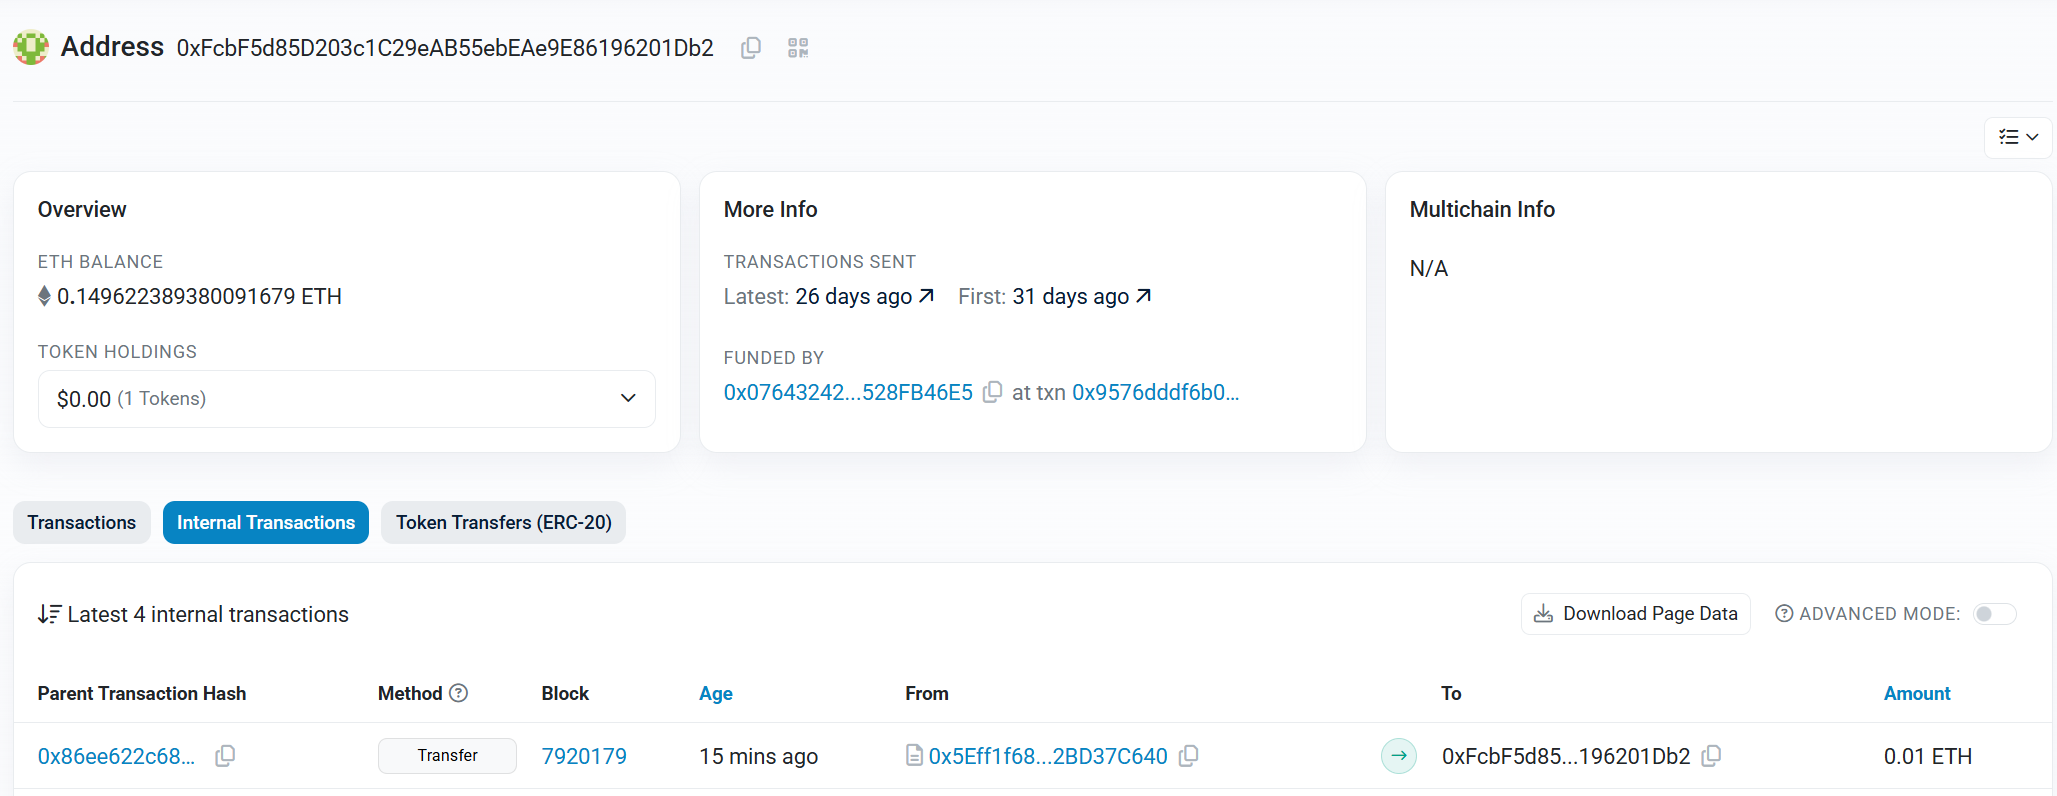 Address 0xFcbF5d85D203c1C29eAB55ebEAe9E86196201Db2
Overview
ETH BALANCE
0.149622389380091679 ETH
TOKEN HOLDINGS
$0.00 (1 Tokens)
More Info
TRANSACTIONS SENT
Latest: 26 days ago First: 31 days ago
FUNDED BY
0x07643242...528FB46E5 at txn 0x9576dddf6b0...
Multichain Info
N/A
Transactions Internal Transactions Token Transfers (ERC-20)
Latest 4 internal transactions Download Page Data ADVANCED MODE:
Parent Transaction Hash Method Block Age From To Amount
0x86ee622c68... Transfer 7920179 15 mins ago 0x5Eff1f68...2BD37C640 0xFcbF5d85...196201Db2 0.01 ETH